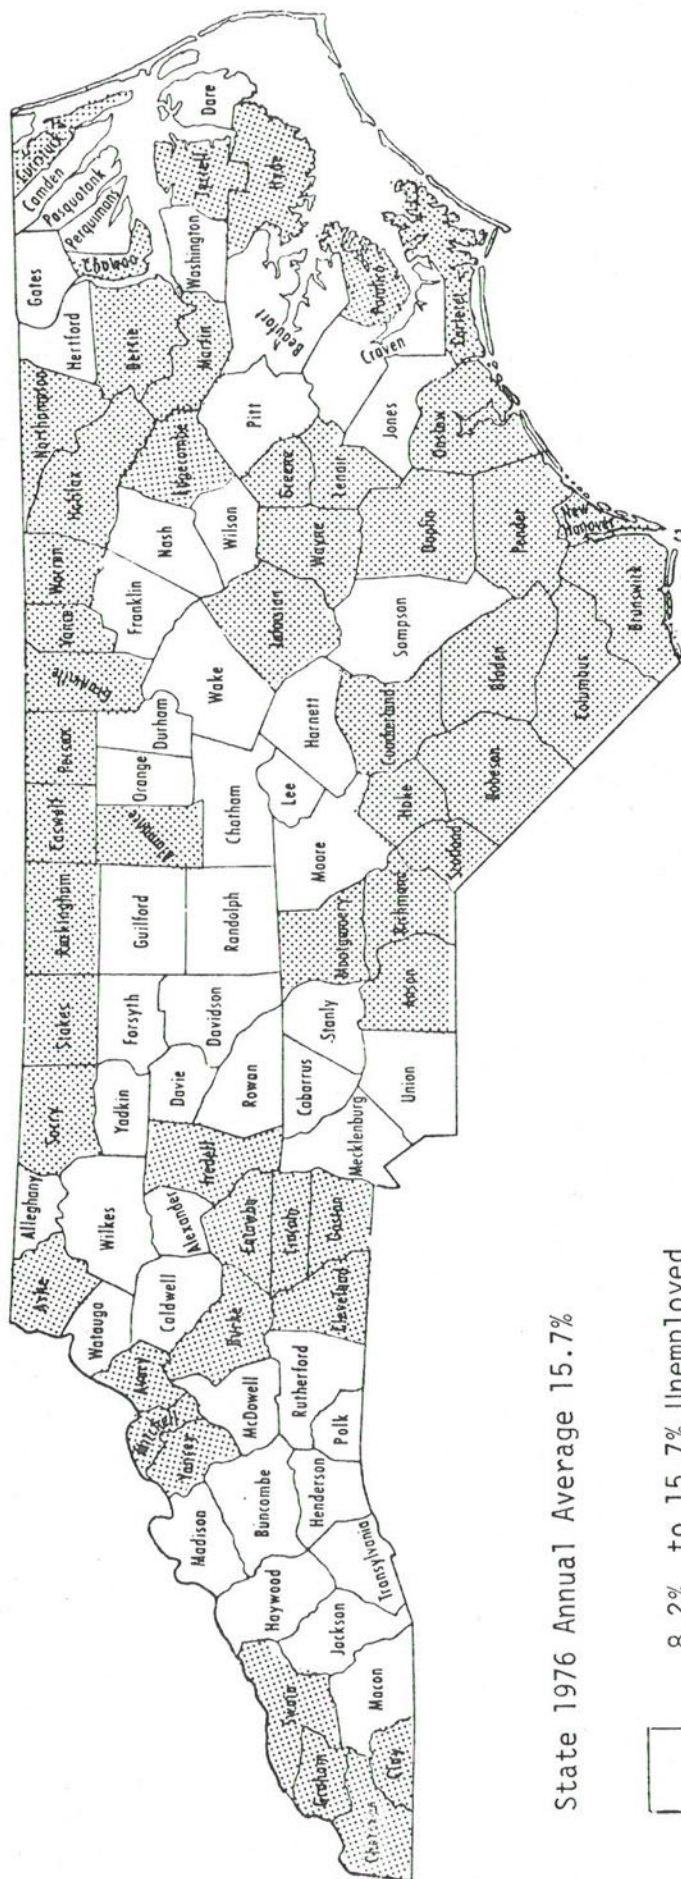 Cherokee
Graham
Clay
Swain
Macon
Jackson
Haywood
Transylvania
Madison
Buncombe
Henderson
Yancey
Mitchell
Avery
McDowell
Rutherford
Polk
Ashe
Watauga
Caldwell
Burke
Cleveland
Alleghany
Wilkes
Alexander
Catawba
Lincoln
Gaston
Surry
Yadkin
Iredell
Davie
Rowan
Mecklenburg
Cabarrus
Union
Stokes
Forsyth
Davidson
Stanly
Anson
Rockingham
Guilford
Randolph
Montgomery
Richmond
Caswell
Alamance
Orange
Chatham
Moore
Lee
Hoke
Scotland
Person
Durham
Harnett
Cumberland
Robeson
Granville
Wake
Vance
Franklin
Johnston
Sampson
Bladen
Columbus
Warren
Nash
Wilson
Wayne
Duplin
Pender
New
Hanover
Brunswick
Northampton
Halifax
Edgecombe
Pitt
Greene
Lenoir
Jones
Onslow
Hertford
Bertie
Martin
Beaufort
Craven
Pamlico
Carteret
Gates
Chowan
Perquimans
Pasquotank
Camden
Currituck
Washington
Tyrrell
Dare
Hyde
State 1976 Annual Average 15.7%
8.2% to 15.7% Unemployed